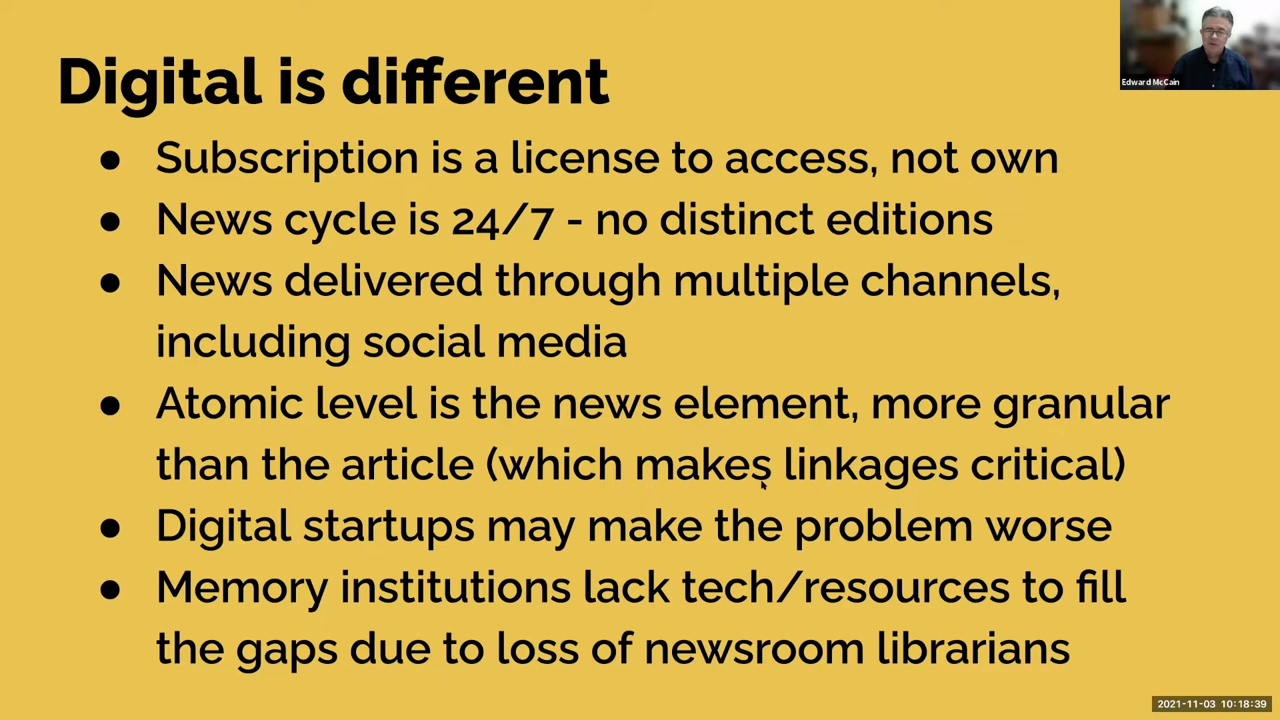 Digital is different
Edward McCain
● Subscription is a license to access, not own
● News cycle is 24/7 - no distinct editions
● News delivered through multiple channels,
including social media
● Atomic level is the news element, more granular
than the article (which makes linkages critical)
● Digital startups may make the problem worse
● Memory institutions lack tech/resources to fill
the gaps due to loss of newsroom librarians
2021-11-03 10:18:39